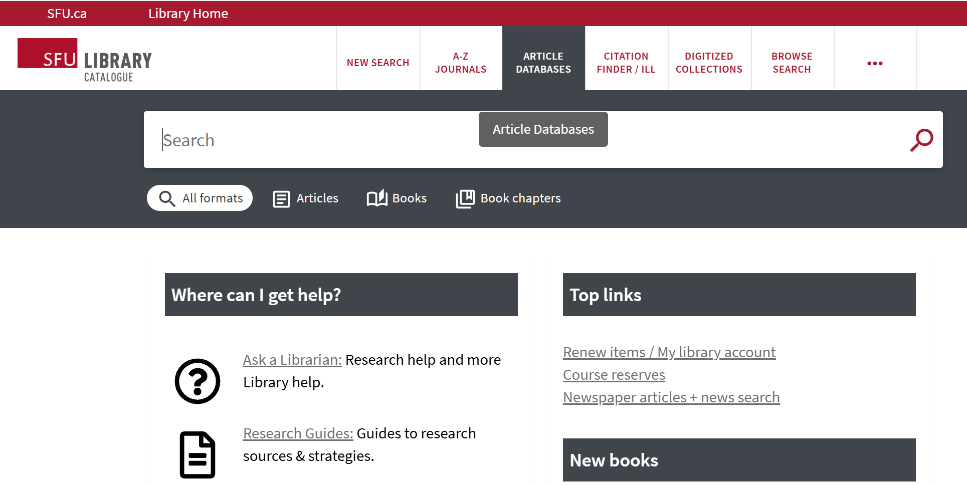 SFU.ca
Library Home
SFU LIBRARY
CATALOGUE
NEW SEARCH
A-Z
JOURNALS
ARTICLE
DATABASES
CITATION
FINDER / ILL
DIGITIZED
COLLECTIONS
BROWSE
SEARCH
•••
Search
Article Databases
All formats
Articles
Books
Book chapters
Where can I get help?
Ask a Librarian: Research help and more
Library help.
Research Guides: Guides to research
sources & strategies.
Top links
Renew items / My library account
Course reserves
Newspaper articles + news search
New books